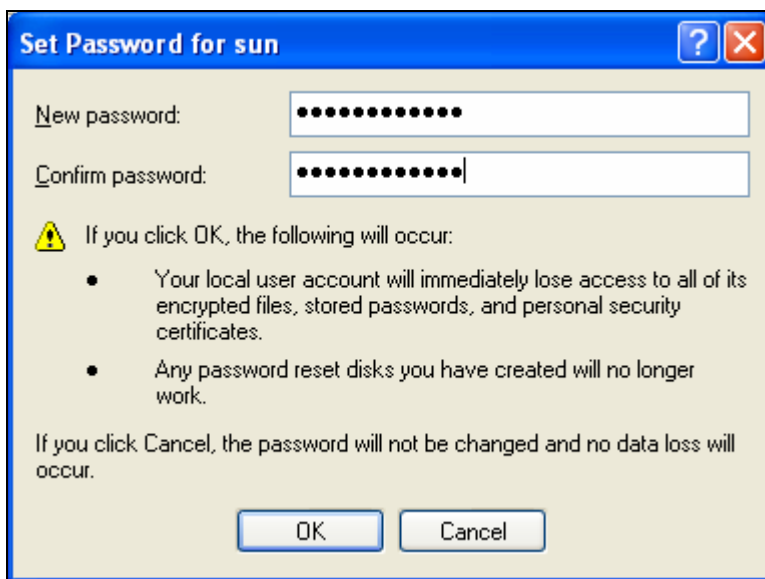 Set Password for sun
New password: ●●●●●●●●●●●●
Confirm password: ●●●●●●●●●●●●
If you click OK, the following will occur:
● Your local user account will immediately lose access to all of its
encrypted files, stored passwords, and personal security
certificates.
● Any password reset disks you have created will no longer
work.
If you click Cancel, the password will not be changed and no data loss will
occur.
OK Cancel